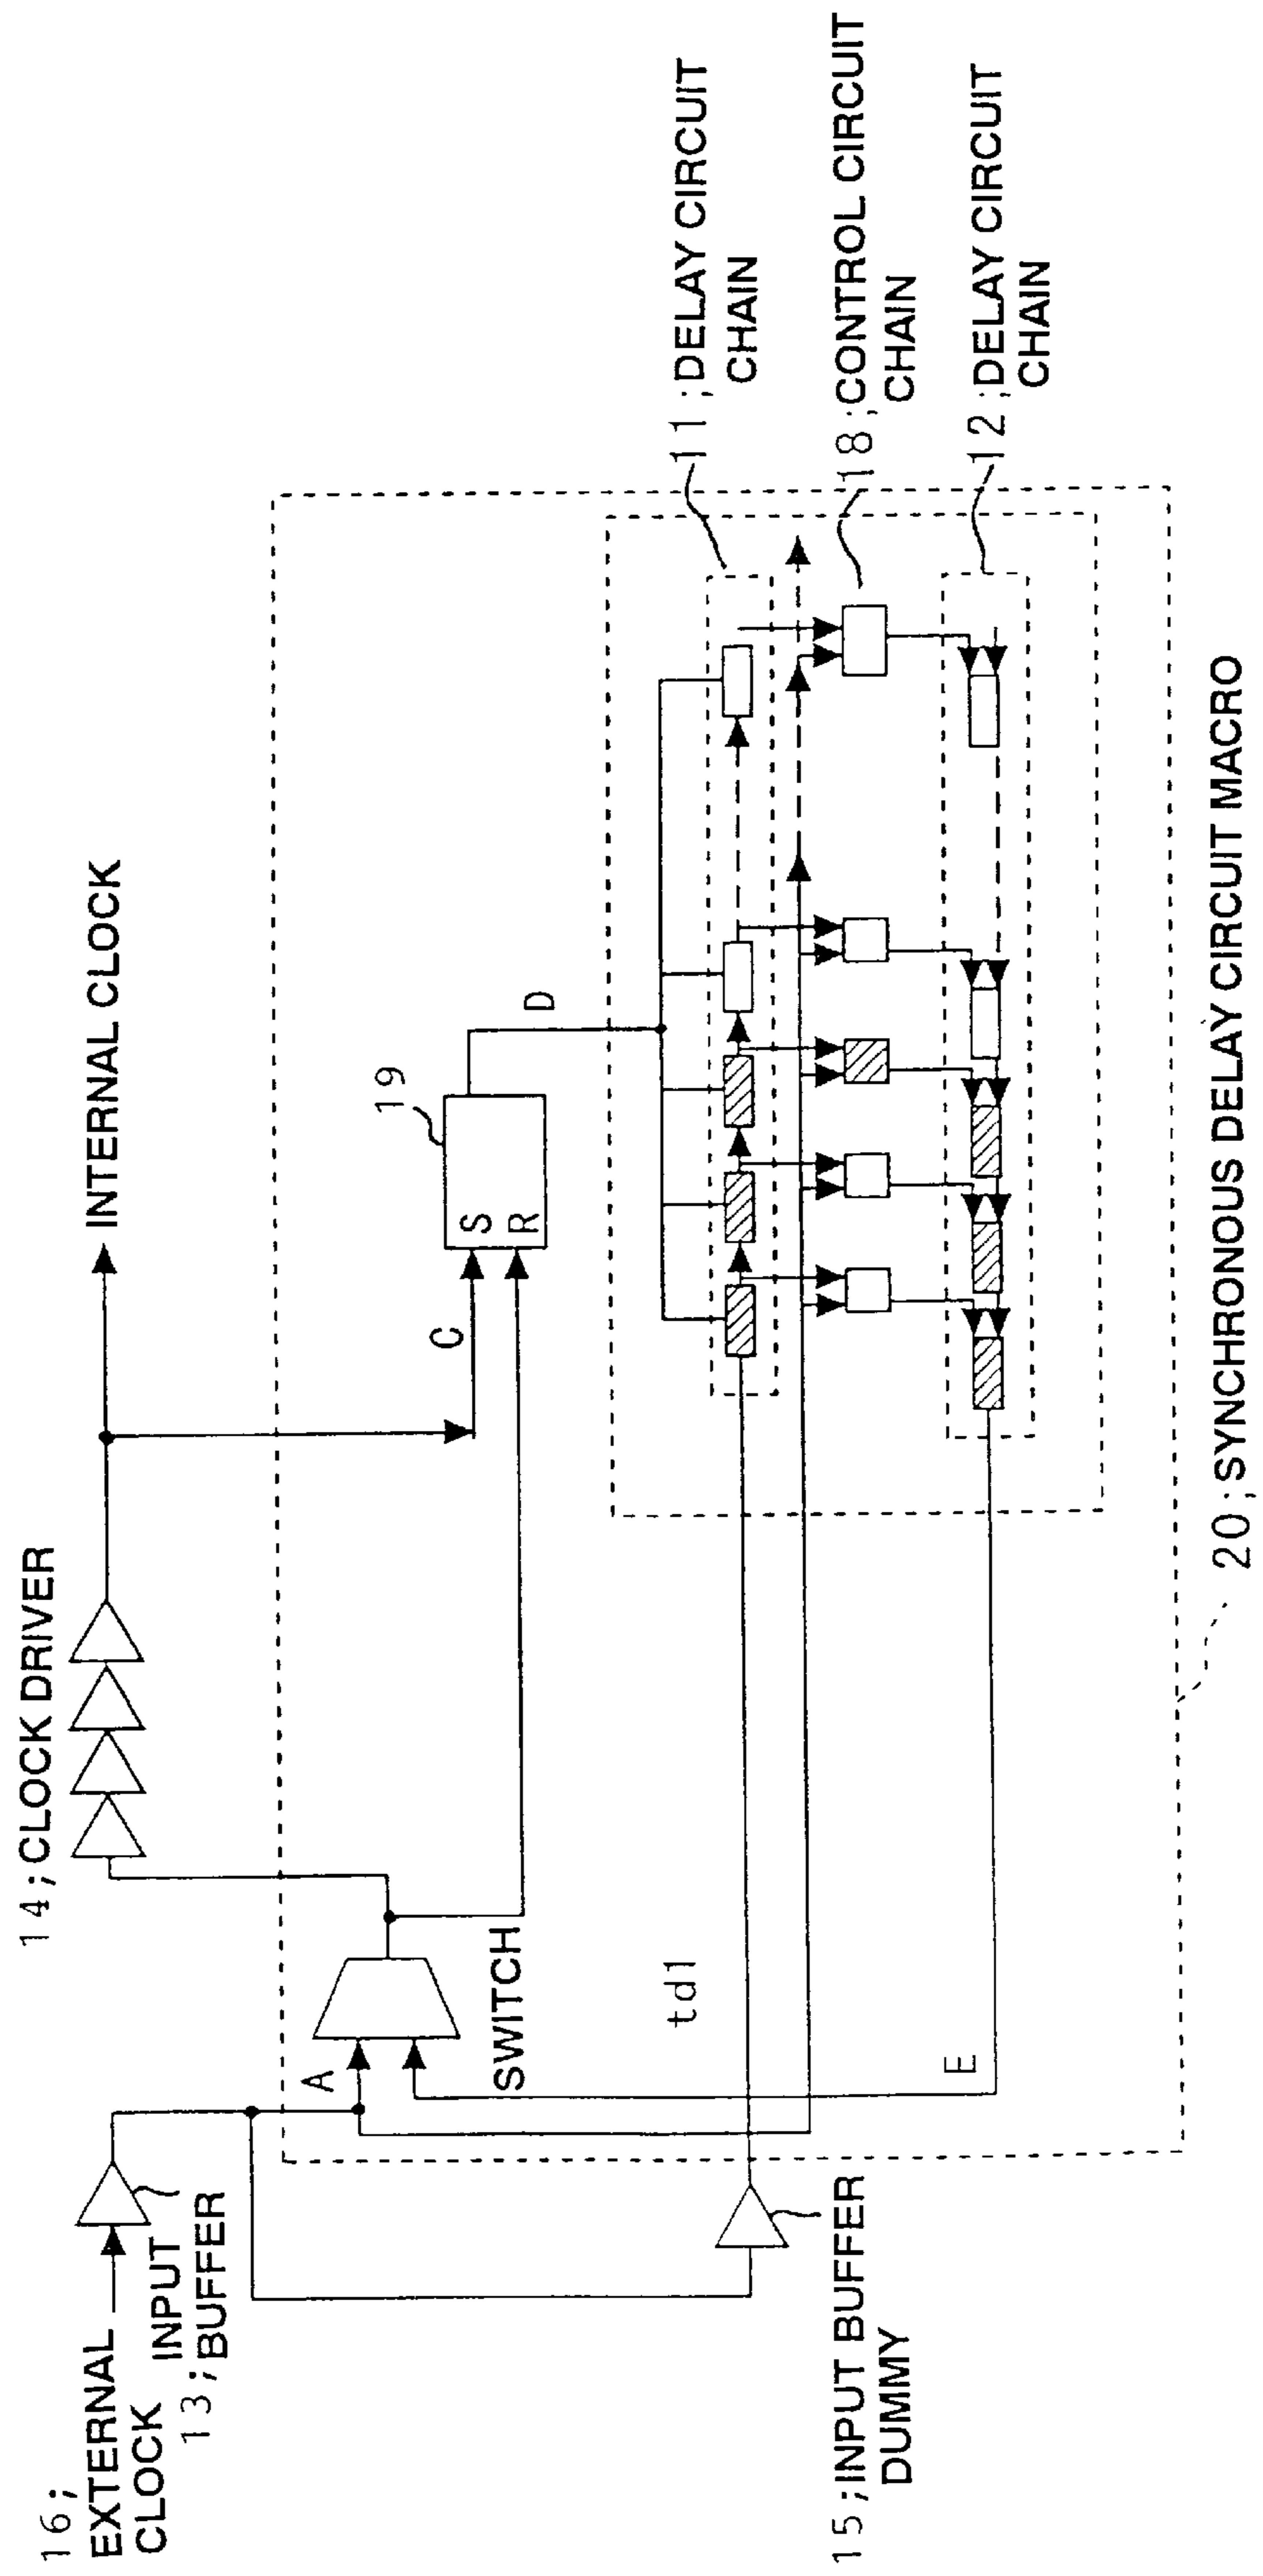 16;
EXTERNAL
CLOCK
INPUT
13;BUFFER
14;CLOCK DRIVER
INTERNAL CLOCK
A
SWITCH
C
S
R
19
D
td1
E
15;INPUT BUFFER
DUMMY
11;DELAY CIRCUIT
CHAIN
18;CONTROL CIRCUIT
CHAIN
12;DELAY CIRCUIT
CHAIN
20;SYNCHRONOUS DELAY CIRCUIT MACRO